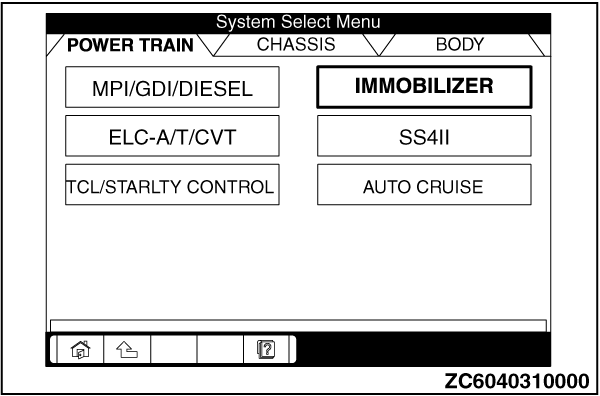 System Select Menu
POWER TRAIN CHASSIS BODY
MPI/GDI/DIESEL IMMOBILIZER
ELC-A/T/CVT SS4II
TCL/STARLTY CONTROL AUTO CRUISE
?
ZC6040310000